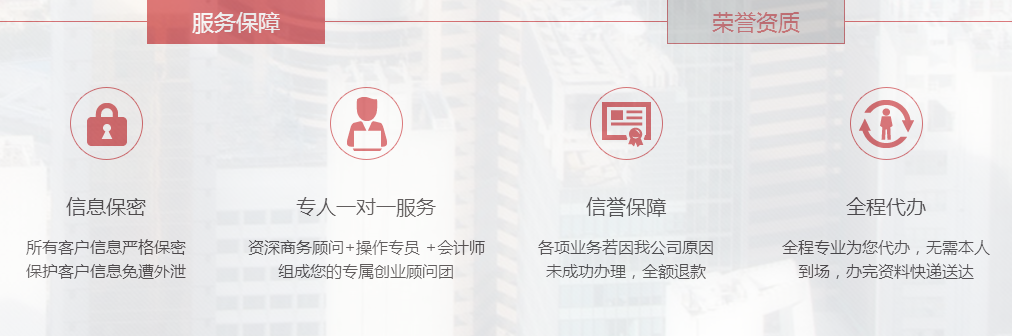 服务保障
荣誉资质
信息保密
所有客户信息严格保密
保护客户信息免遭外泄
专人一对一服务
资深商务顾问+操作专员 +会计师
组成您的专属创业顾问团
信誉保障
各项业务若因我公司原因
未成功办理，全额退款
全程代办
全程专业为您代办，无需本人
到场，办完资料快递送达